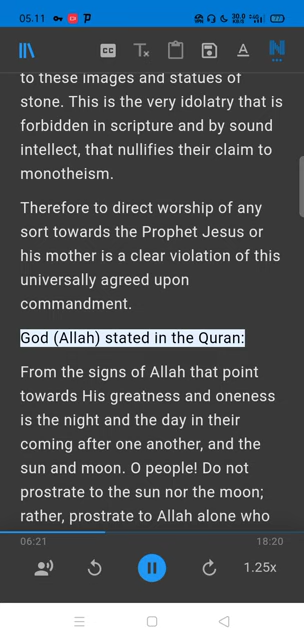 05.11
30.0
KB/S
77
CC
to these images and statues of
stone. This is the very idolatry that is
forbidden in scripture and by sound
intellect, that nullifies their claim to
monotheism.
Therefore to direct worship of any
sort towards the Prophet Jesus or
his mother is a clear violation of this
universally agreed upon
commandment.
God (Allah) stated in the Quran:
From the signs of Allah that point
towards His greatness and oneness
is the night and the day in their
coming after one another, and the
sun and moon. O people! Do not
prostrate to the sun nor the moon;
rather, prostrate to Allah alone who
06:21
18:20
1.25x